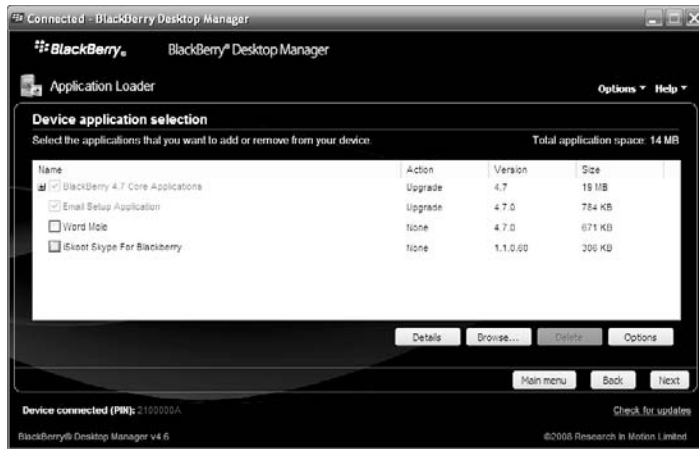 Connected - BlackBerry Desktop Manager
BlackBerry® BlackBerry® Desktop Manager
Application Loader Options Help
Device application selection
Select the applications that you want to add or remove from your device. Total application space: 14 MB
Name Action Version Size
BlackBerry 4.7 Core Applications Upgrade 4.7 19 MB
Email Setup Application Upgrade 4.7.0 784 KB
Word Mole None 4.7.0 671 KB
iSkoot Skype For Blackberry None 1.1.0.60 306 KB
Details Browse... Delete Options
Main menu Back Next
Device connected (PIN): 2100000A Check for updates
BlackBerry® Desktop Manager v4.6 ©2008 Research In Motion Limited